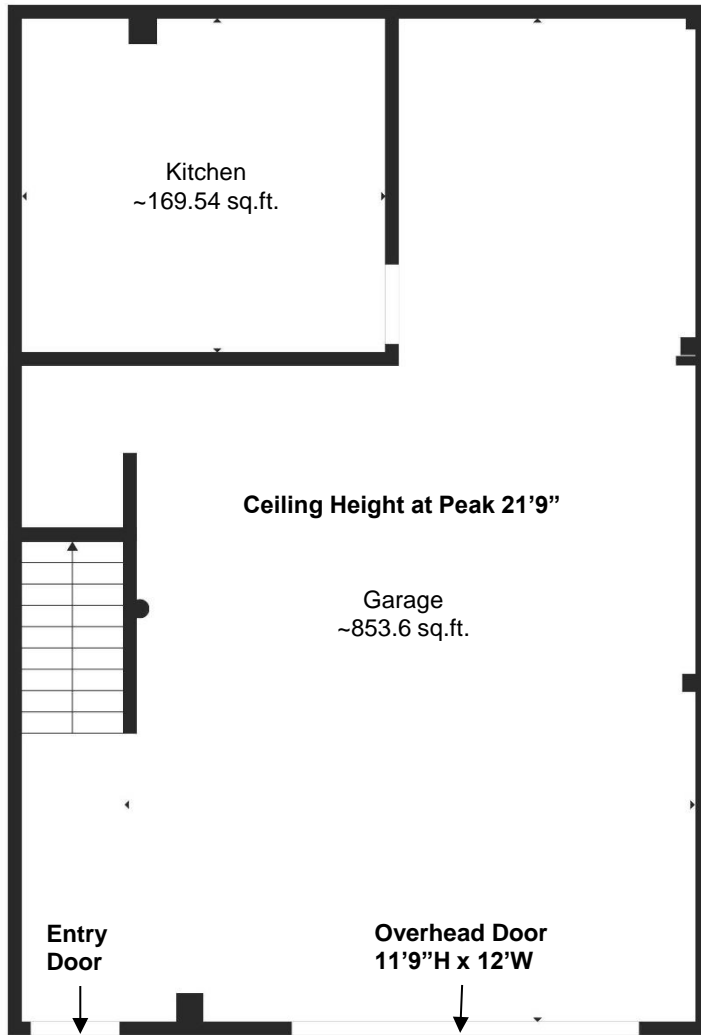 Kitchen
~169.54 sq.ft.
Ceiling Height at Peak 21’9”
Garage
~853.6 sq.ft.
Entry
Door
Overhead Door
11’9”H x 12’W